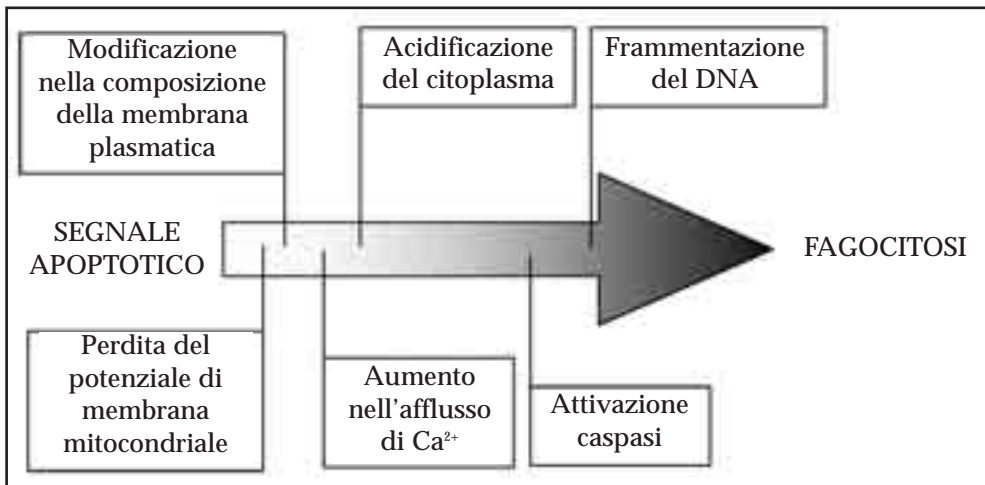 Modificazione
nella composizione
della membrana
plasmatica
Acidificazione
del citoplasma
Frammentazione
del DNA
SEGNALE
APOPTOTICO
FAGOCITOSI
Perdita del
potenziale di
membrana
mitocondriale
Aumento
nell'afflusso
di Ca²⁺
Attivazione
caspasi